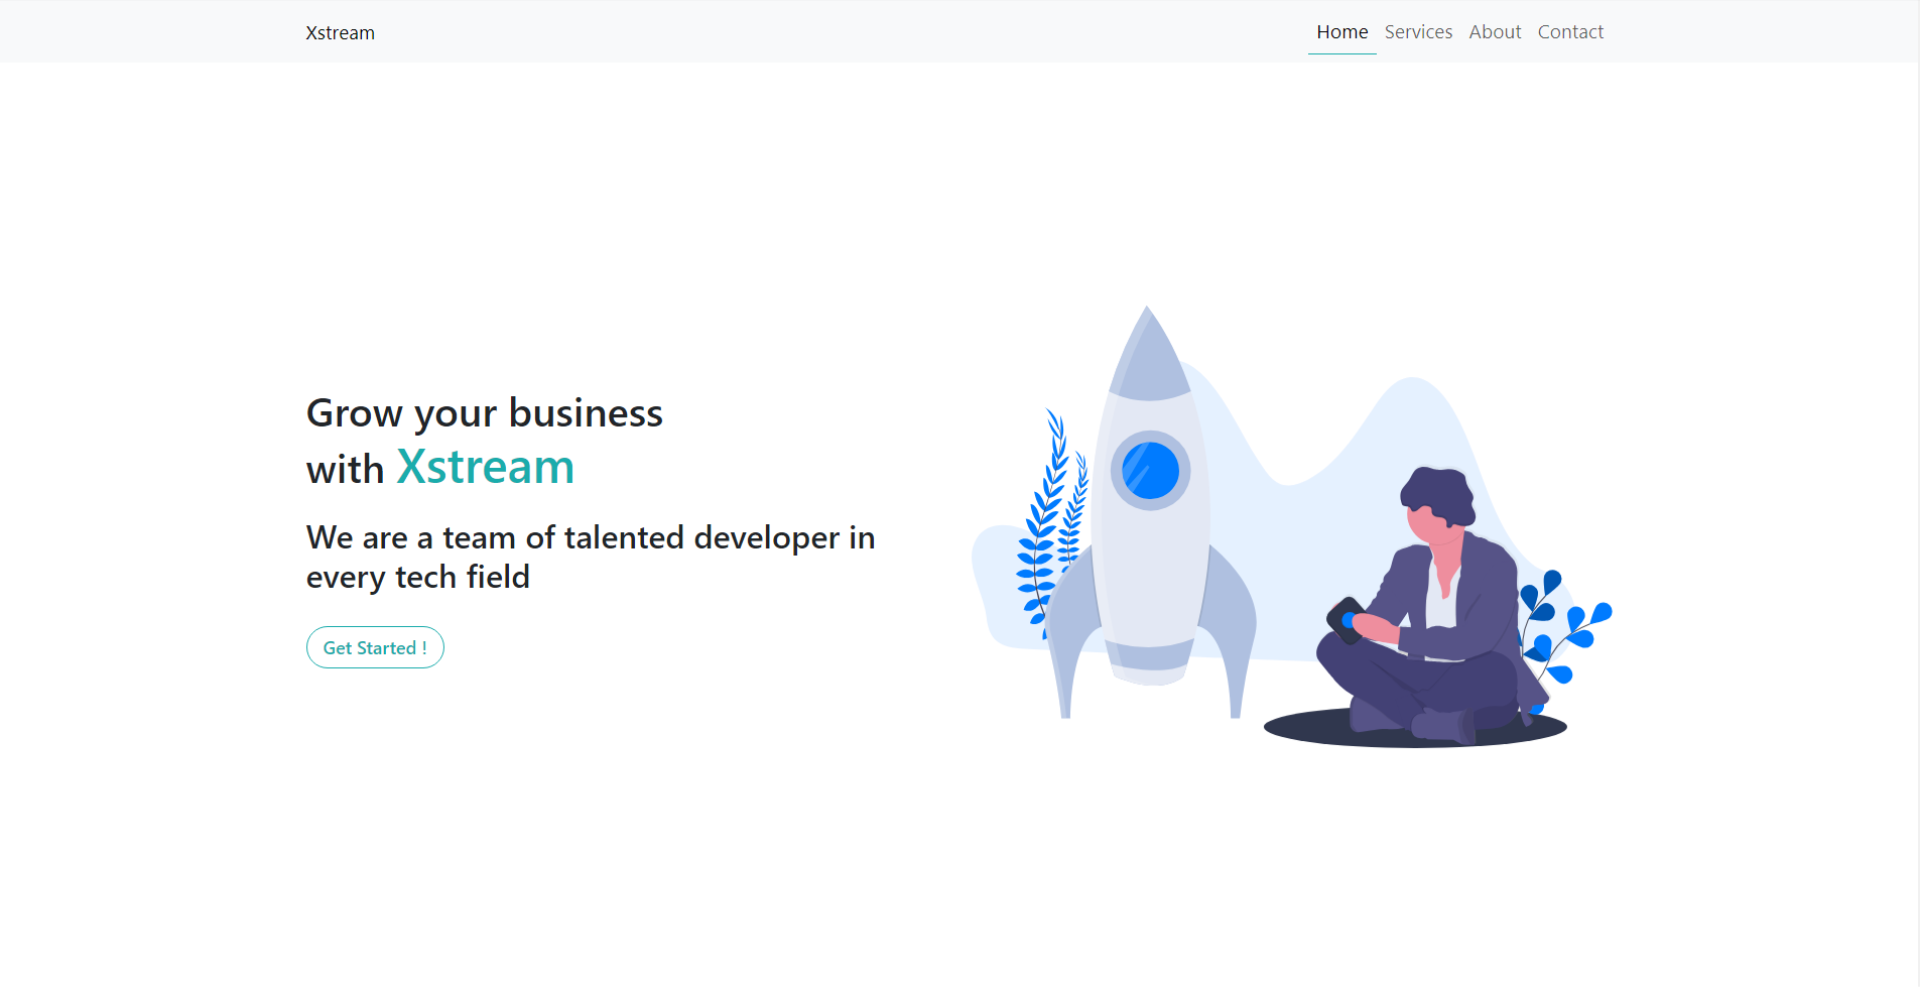 Xstream
Home Services About Contact
Grow your business
with Xstream
We are a team of talented developer in
every tech field
Get Started !